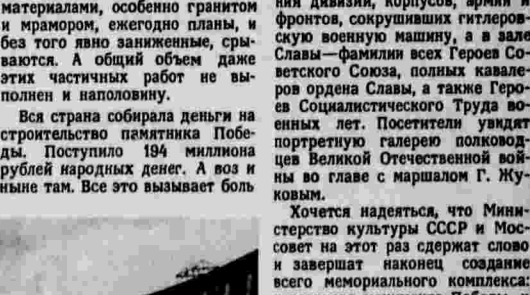 материалами, особенно гранитом
и мрамором, ежегодно планы, и
без того явно заниженные, сры-
ваются. А общий объем даже
этих частичных работ не вы-
полнен и наполовину.
Вся страна собирала деньги на
строительство памятника Побе-
ды. Поступило 194 миллиона
рублей народных денег. А воз и
ныне там. Все это вызывает боль
ния дивизий, корпусов, армий и
фронтов, сокрушивших гитлеров-
скую военную машину, а в зале
Славы—фамилии всех Героев Со-
ветского Союза, полных кавале-
ров ордена Славы, а также Геро-
ев Социалистического Труда во-
енных лет. Посетители увидят
портретную галерею полковод-
цев Великой Отечественной вой-
ны во главе с маршалом Г. Жу-
ковым.
Хочется надеяться, что Мини-
стерство культуры СССР и Мос-
совет на этот раз сдержат слово
и завершат наконец создание
всего мемориального комплекса: